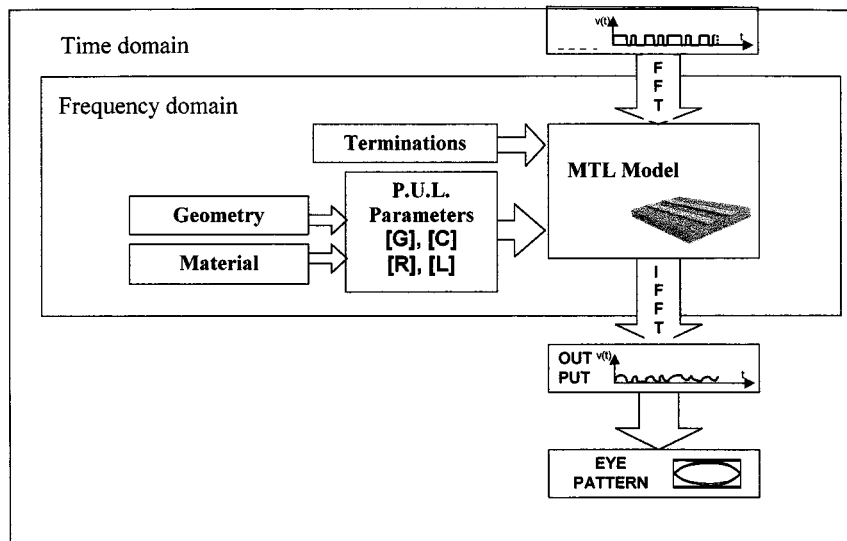 v(t)
t
Time domain
F
F
T
Frequency domain
Terminations
MTL Model
P.U.L.
Parameters
[G], [C]
[R], [L]
Geometry
Material
I
F
F
T
OUT
PUT
v(t)
t
EYE
PATTERN